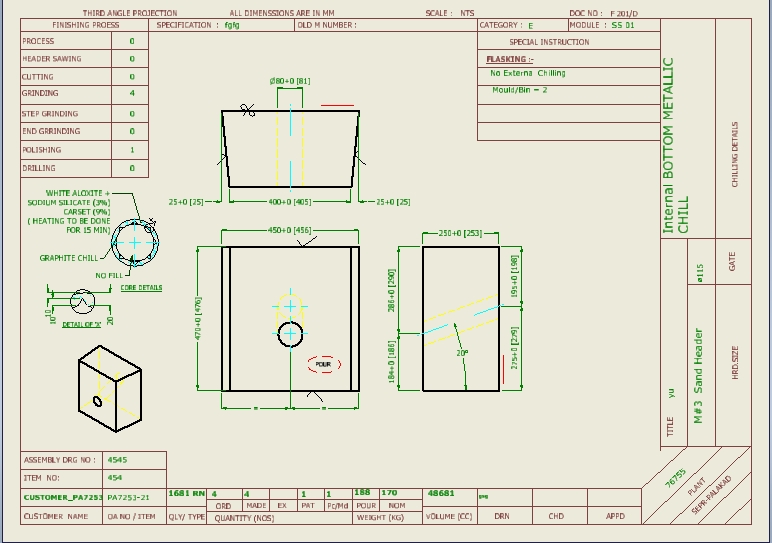 THIRD ANGLE PROJECTION ALL DIMENSSIONS ARE IN MM SCALE : NTS DOC NO : F 201/D
FINISHING PROESS SPECIFICATION : fgfg OLD M NUMBER : CATEGORY : E MODULE : SS 01
PROCESS 0
HEADER SAWING 0
CUTTING 0
GRINDING 4
STEP GRINDING 0
END GRRINDING 0
POLISHING 1
DRILLING 0
SPECIAL INSTRUCTION
FLASKING :-
No External Chilling
Mould/Bin = 2
Internal BOTTOM METALLIC
CHILL
CHILLING DETAILS
ø115
GATE
M#3 Sand Header
HRD.SIZE
TITLE yu
Ø80+0 [81]
25+0 [25] 400+0 [405] 25+0 [25]
WHITE ALOXITE +
SODIUM SILICATE (3%)
CARSET (9%)
( HEATING TO BE DONE
FOR 15 MIN)
GRAPHITE CHILL
NO FILL
CORE DETAILS
10
10
20
DETAIL OF 'X'
450+0 [456]
470+0 [476]
POUR
= =
250+0 [253]
286+0 [290]
184+0 [186]
195+0 [198]
275+0 [279]
20°
ASSEMBLY DRG NO : 4545
ITEM NO: 454
CUSTOMER_PA7253 PA7253-21 1681 RN 4 4 1 1 188 170 48681
ORD MADE EX PAT Pc/Md POUR NOM
CUSTOMER NAME OA NO / ITEM QLY/ TYPE QUANTITY (NOS) WEIGHT (KG) VOLUME (CC) DRN CHD APPD
76755
PLANT
SEPR-PALAKAD